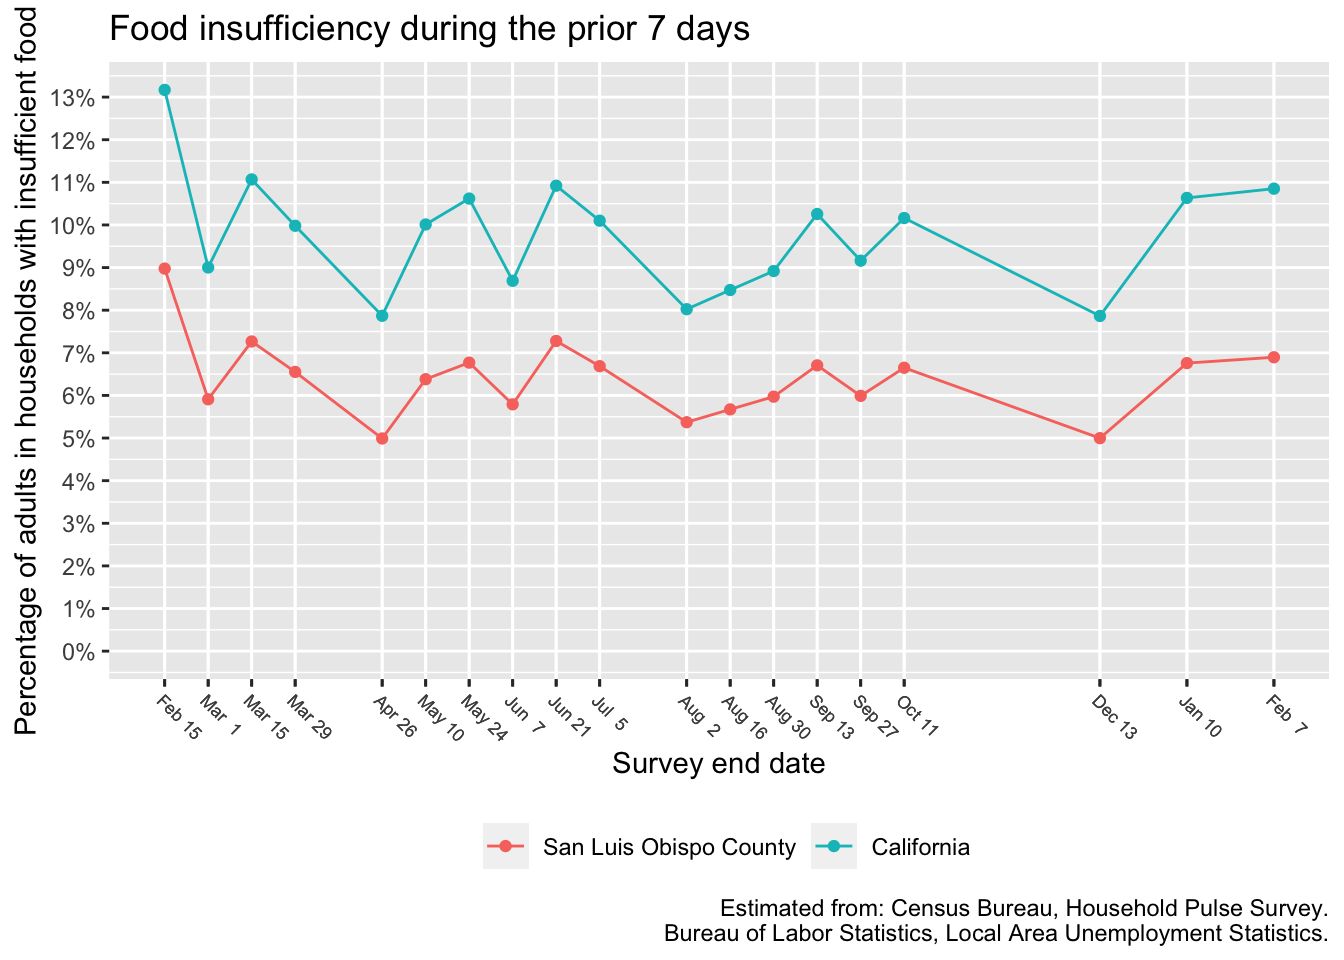 Food insufficiency during the prior 7 days
Percentage of adults in households with insufficient food
13%
12%
11%
10%
9%
8%
7%
6%
5%
4%
3%
2%
1%
0%
Feb 15
Mar 1
Mar 15
Mar 29
Apr 26
May 10
May 24
Jun 7
Jun 21
Jul 5
Aug 2
Aug 16
Aug 30
Sep 13
Sep 27
Oct 11
Dec 13
Jan 10
Feb 7
Survey end date
San Luis Obispo County
California
Estimated from: Census Bureau, Household Pulse Survey.
Bureau of Labor Statistics, Local Area Unemployment Statistics.